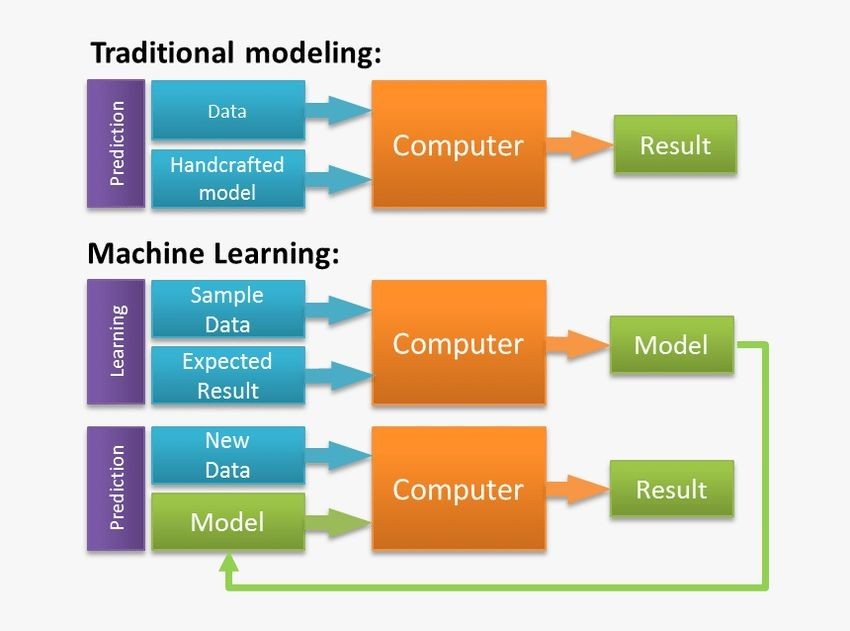 Traditional modeling:
Prediction
Data
Handcrafted
model
Computer
Result
Machine Learning:
Learning
Sample
Data
Expected
Result
Computer
Model
Prediction
New
Data
Model
Computer
Result